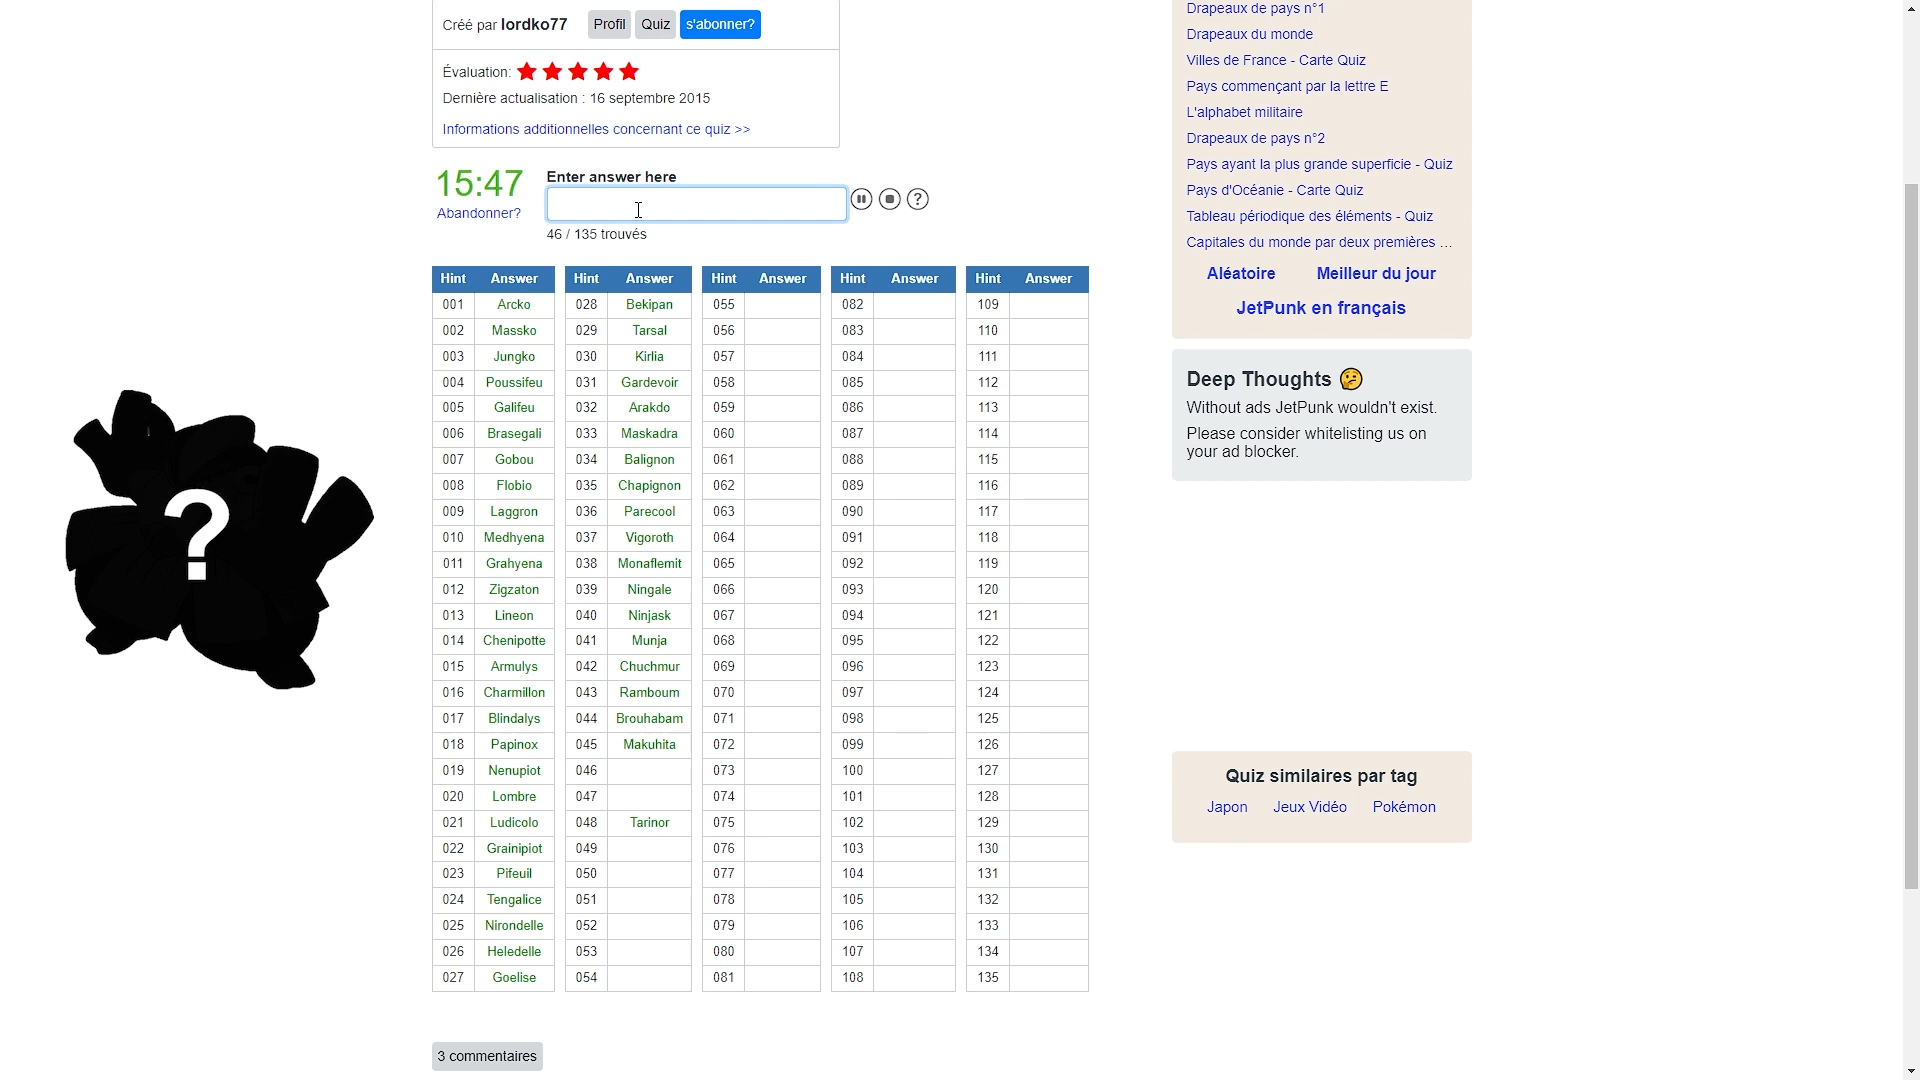 Créé par lordko77 Profil Quiz s'abonner?
Évaluation:
Dernière actualisation : 16 septembre 2015
Informations additionnelles concernant ce quiz >>
15:47
Abandonner?
Enter answer here
46 / 135 trouvés
Hint Answer Hint Answer Hint Answer Hint Answer Hint Answer
001 Arcko 028 Bekipan 055 082 109
002 Massko 029 Tarsal 056 083 110
003 Jungko 030 Kirlia 057 084 111
004 Poussifeu 031 Gardevoir 058 085 112
005 Galifeu 032 Arakdo 059 086 113
006 Brasegali 033 Maskadra 060 087 114
007 Gobou 034 Balignon 061 088 115
008 Flobio 035 Chapignon 062 089 116
009 Laggron 036 Parecool 063 090 117
010 Medhyena 037 Vigoroth 064 091 118
011 Grahyena 038 Monaflemit 065 092 119
012 Zigzaton 039 Ningale 066 093 120
013 Lineon 040 Ninjask 067 094 121
014 Chenipotte 041 Munja 068 095 122
015 Armulys 042 Chuchmur 069 096 123
016 Charmillon 043 Ramboum 070 097 124
017 Blindalys 044 Brouhabam 071 098 125
018 Papinox 045 Makuhita 072 099 126
019 Nenupiot 046 073 100 127
020 Lombre 047 074 101 128
021 Ludicolo 048 Tarinor 075 102 129
022 Grainipiot 049 076 103 130
023 Pifeuil 050 077 104 131
024 Tengalice 051 078 105 132
025 Nirondelle 052 079 106 133
026 Heledelle 053 080 107 134
027 Goelise 054 081 108 135
3 commentaires
?
Drapeaux de pays n°1
Drapeaux du monde
Villes de France - Carte Quiz
Pays commençant par la lettre E
L'alphabet militaire
Drapeaux de pays n°2
Pays ayant la plus grande superficie - Quiz
Pays d'Océanie - Carte Quiz
Tableau périodique des éléments - Quiz
Capitales du monde par deux premières ...
Aléatoire Meilleur du jour
JetPunk en français
Deep Thoughts
Without ads JetPunk wouldn't exist.
Please consider whitelisting us on
your ad blocker.
Quiz similaires par tag
Japon Jeux Vidéo Pokémon